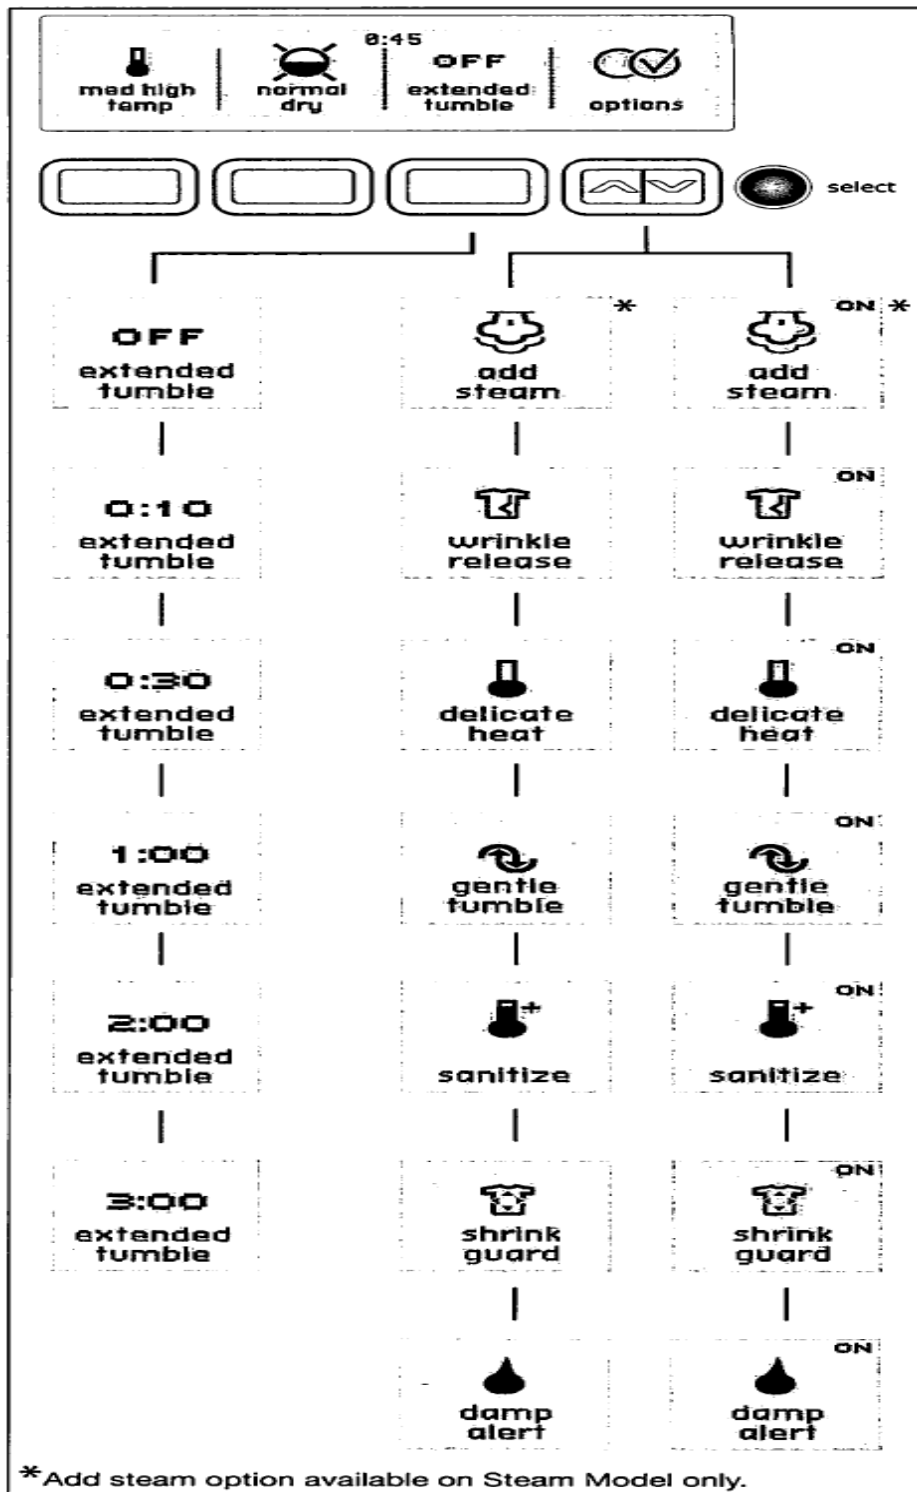 0:45
OFF
med high normal extended options
temp dry tumble
select
OFF
extended
tumble
*
add
steam
ON *
add
steam
0:10
extended
tumble
wrinkle
release
ON
wrinkle
release
0:30
extended
tumble
delicate
heat
ON
delicate
heat
1:00
extended
tumble
gentle
tumble
ON
gentle
tumble
2:00
extended
tumble
sanitize
ON
sanitize
3:00
extended
tumble
shrink
guard
ON
shrink
guard
damp
alert
ON
damp
alert
*Add steam option available on Steam Model only.